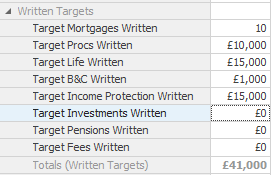 Written Targets
Target Mortgages Written 10
Target Procs Written £10,000
Target Life Written £15,000
Target B&C Written £1,000
Target Income Protection Written £15,000
Target Investments Written £0
Target Pensions Written £0
Target Fees Written £0
Totals (Written Targets) £41,000